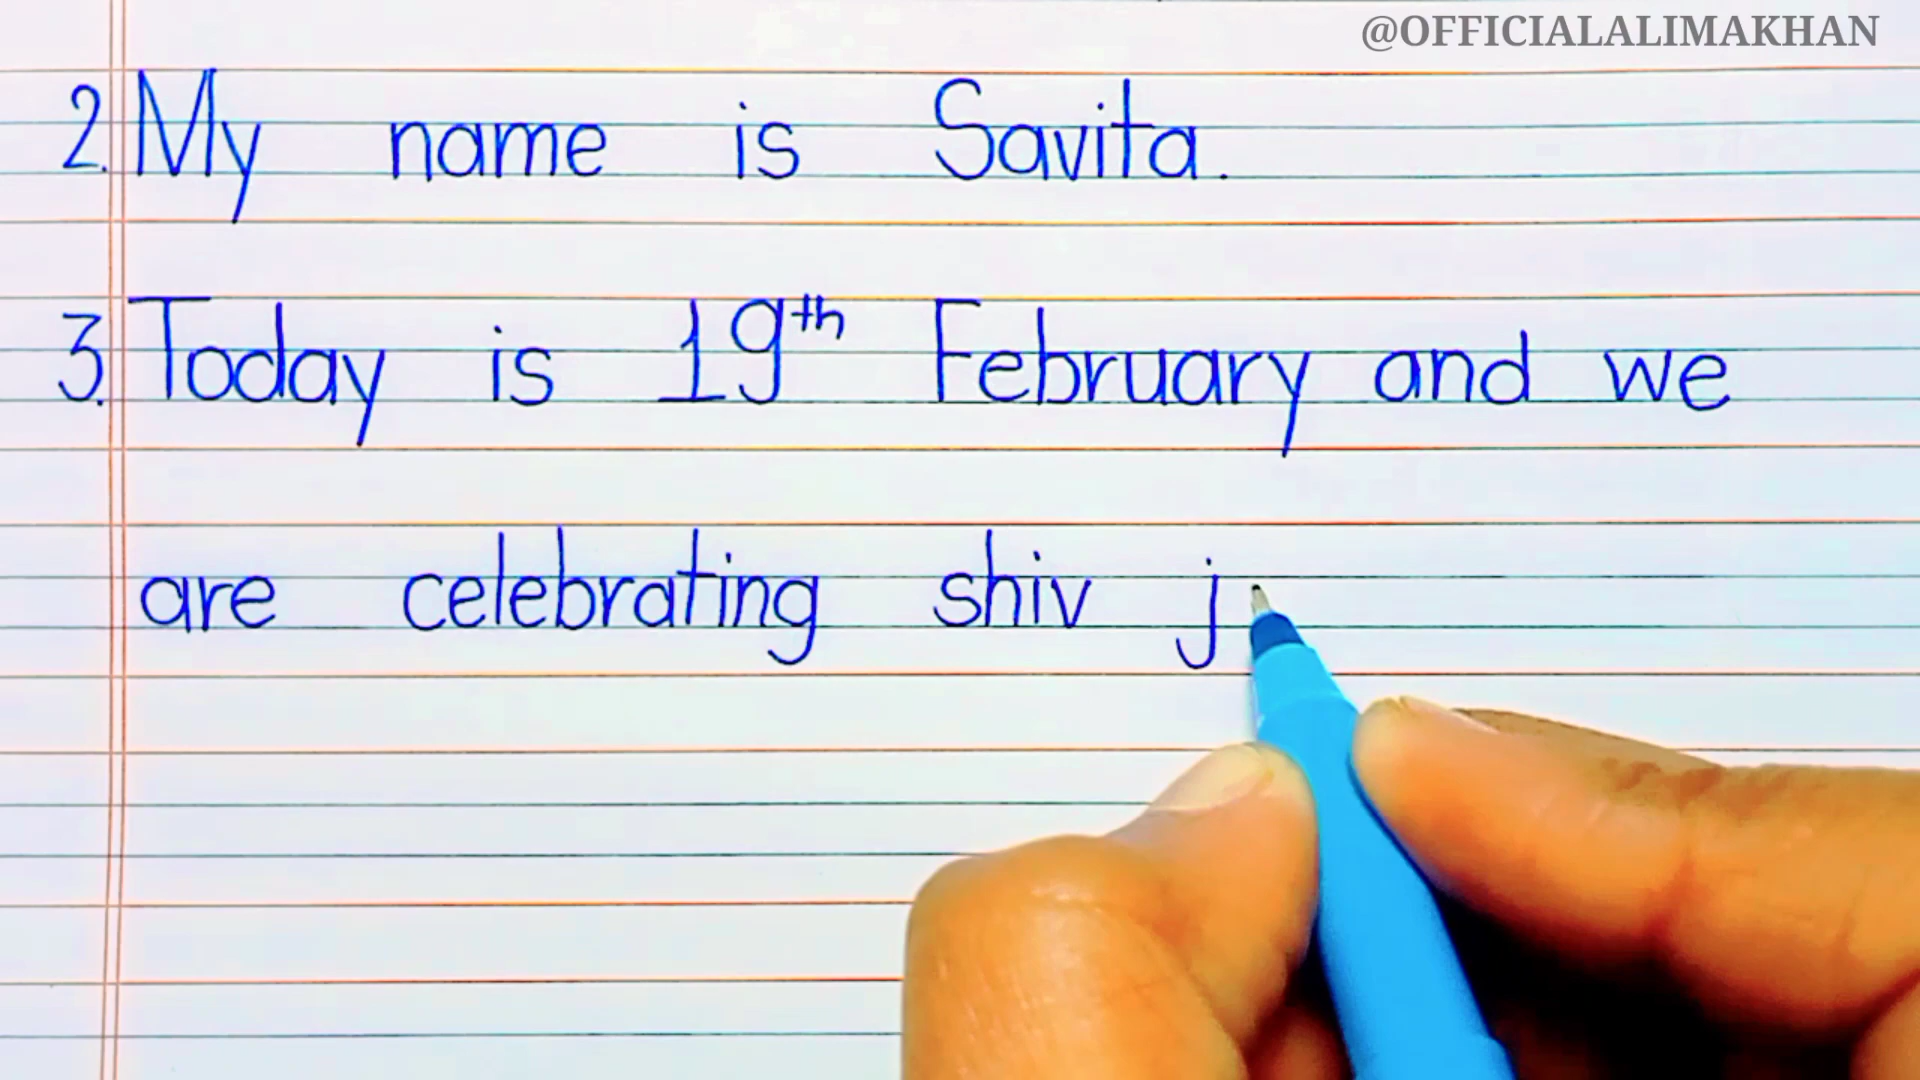 @OFFICIALALIMAKHAN
2. My name is Savita.
3. Today is 19th February and we
are celebrating shiv j